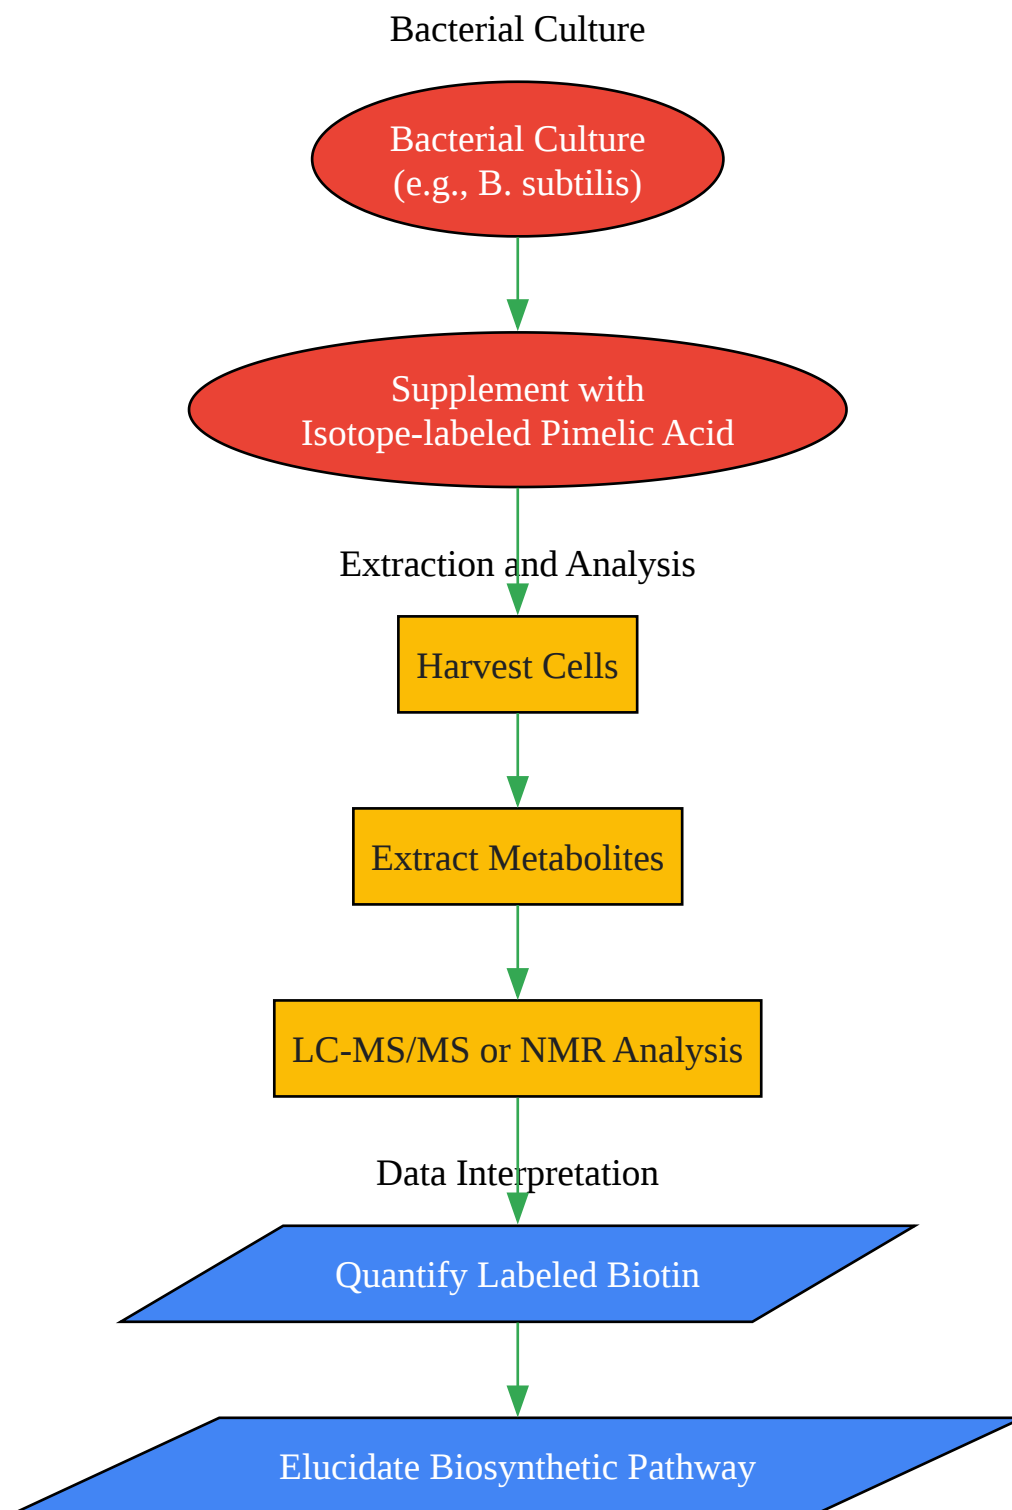 Bacterial Culture
Bacterial Culture
(e.g., B. subtilis)
Supplement with
Isotope-labeled Pimelic Acid
Extraction and Analysis
Harvest Cells
Extract Metabolites
LC-MS/MS or NMR Analysis
Data Interpretation
Quantify Labeled Biotin
Elucidate Biosynthetic Pathway